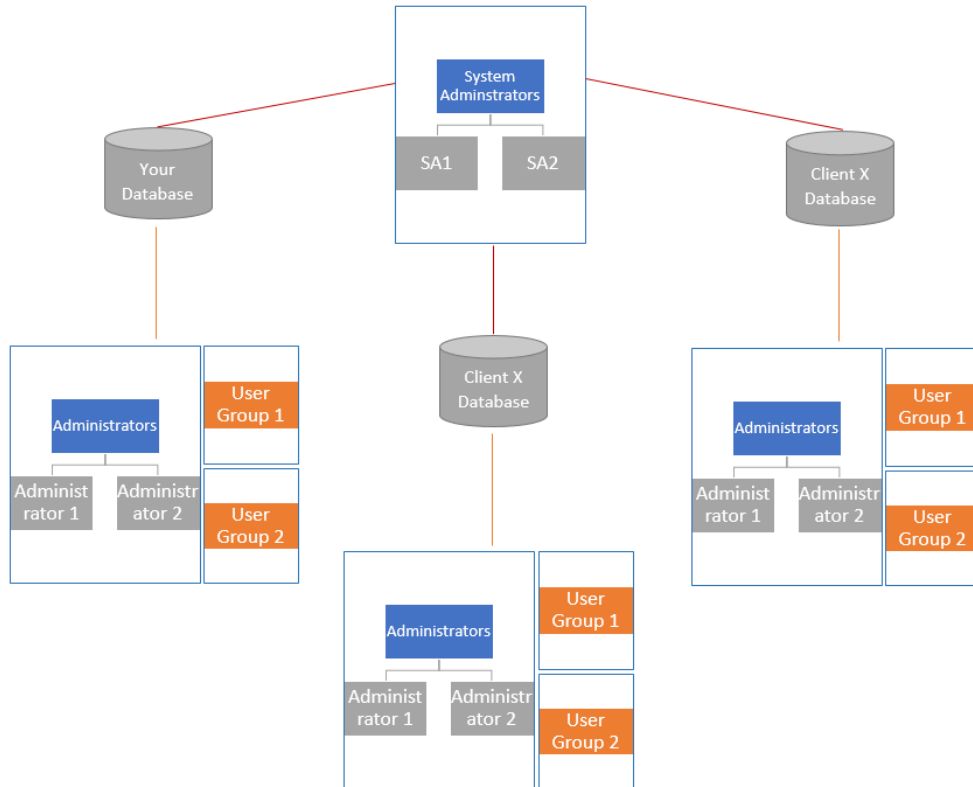 System
Adminstrators
SA1
SA2
Your
Database
Client X
Database
Client X
Database
Administrators
Administ
rator 1
Administr
ator 2
User
Group 1
User
Group 2
Administrators
Administ
rator 1
Administr
ator 2
User
Group 1
User
Group 2
Administrators
Administ
rator 1
Administr
ator 2
User
Group 1
User
Group 2